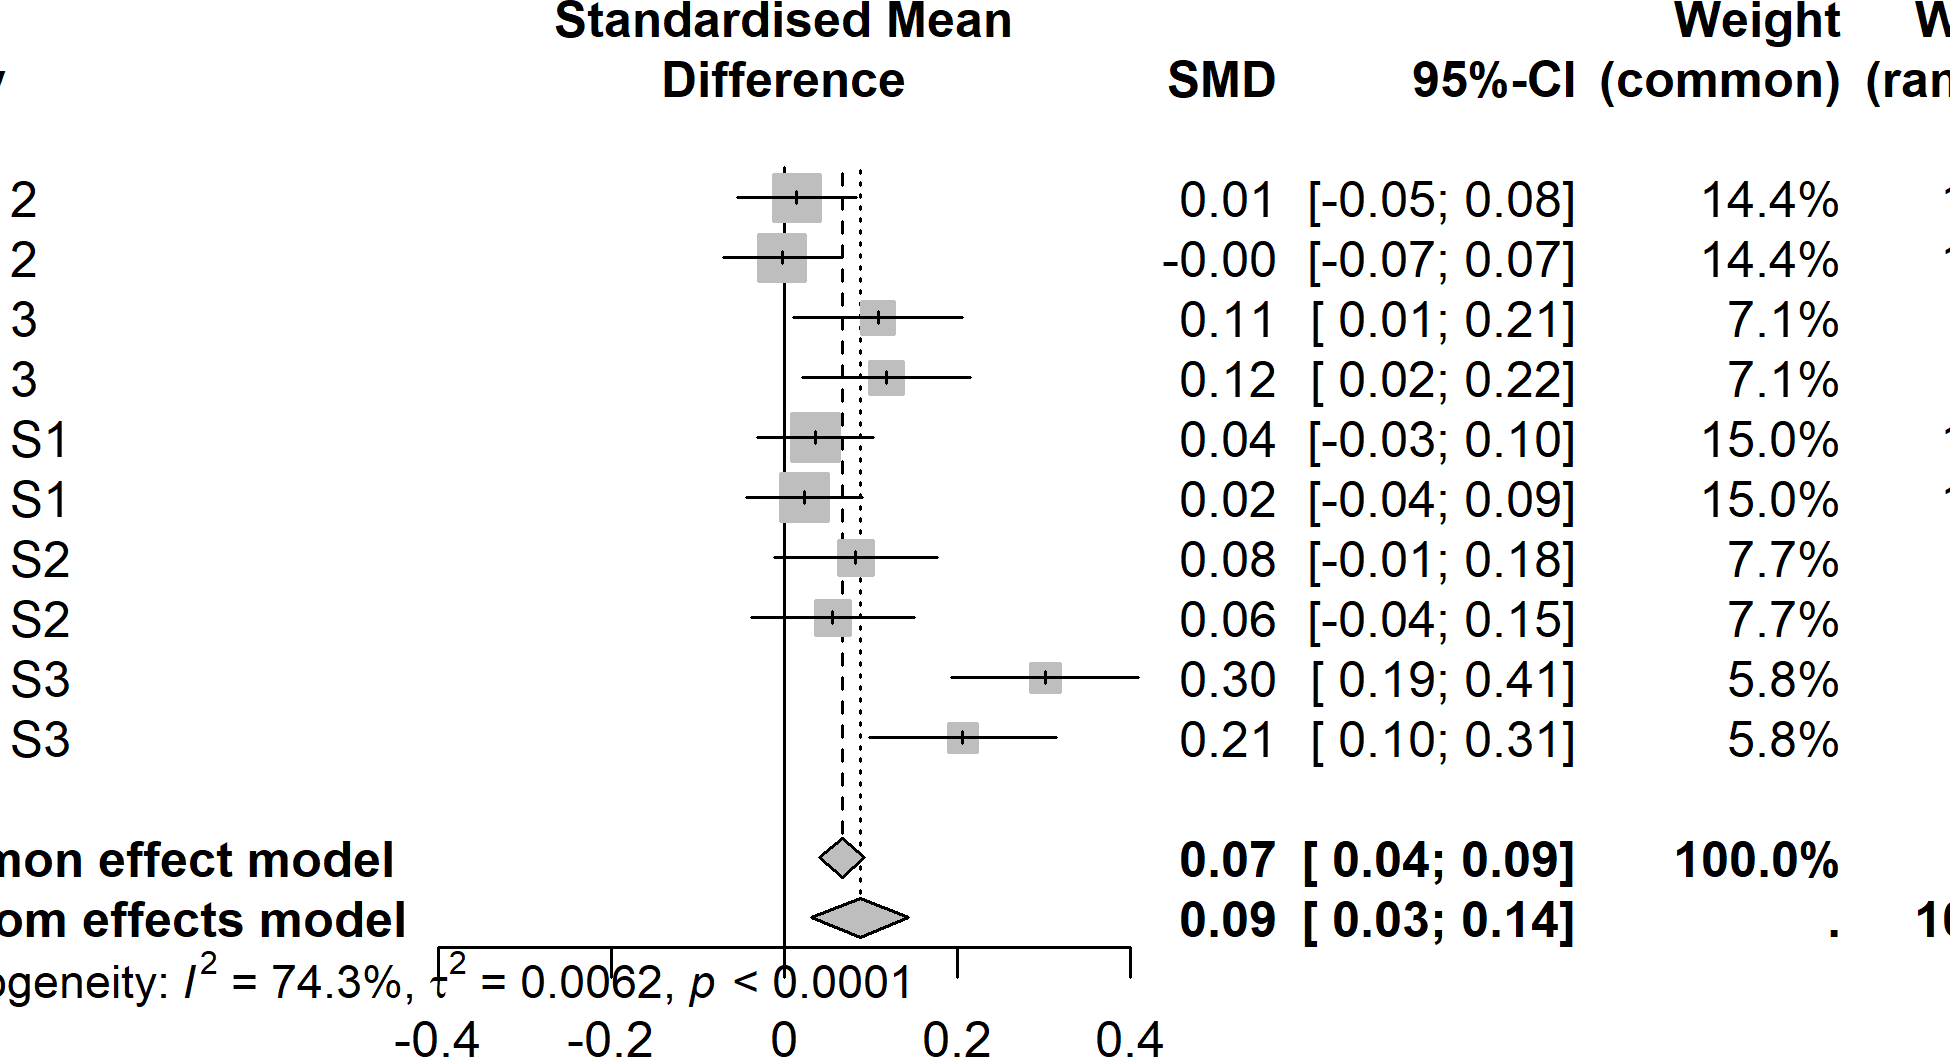 Standardised Mean Weight
Difference SMD 95%-CI (common)
2 0.01 [-0.05; 0.08] 14.4%
2 -0.00 [-0.07; 0.07] 14.4%
3 0.11 [ 0.01; 0.21] 7.1%
3 0.12 [ 0.02; 0.22] 7.1%
S1 0.04 [-0.03; 0.10] 15.0%
S1 0.02 [-0.04; 0.09] 15.0%
S2 0.08 [-0.01; 0.18] 7.7%
S2 0.06 [-0.04; 0.15] 7.7%
S3 0.30 [ 0.19; 0.41] 5.8%
S3 0.21 [ 0.10; 0.31] 5.8%
mon effect model 0.07 [ 0.04; 0.09] 100.0%
om effects model 0.09 [ 0.03; 0.14] . 10
ogeneity: I² = 74.3%, τ² = 0.0062, p < 0.0001
-0.4 -0.2 0 0.2 0.4